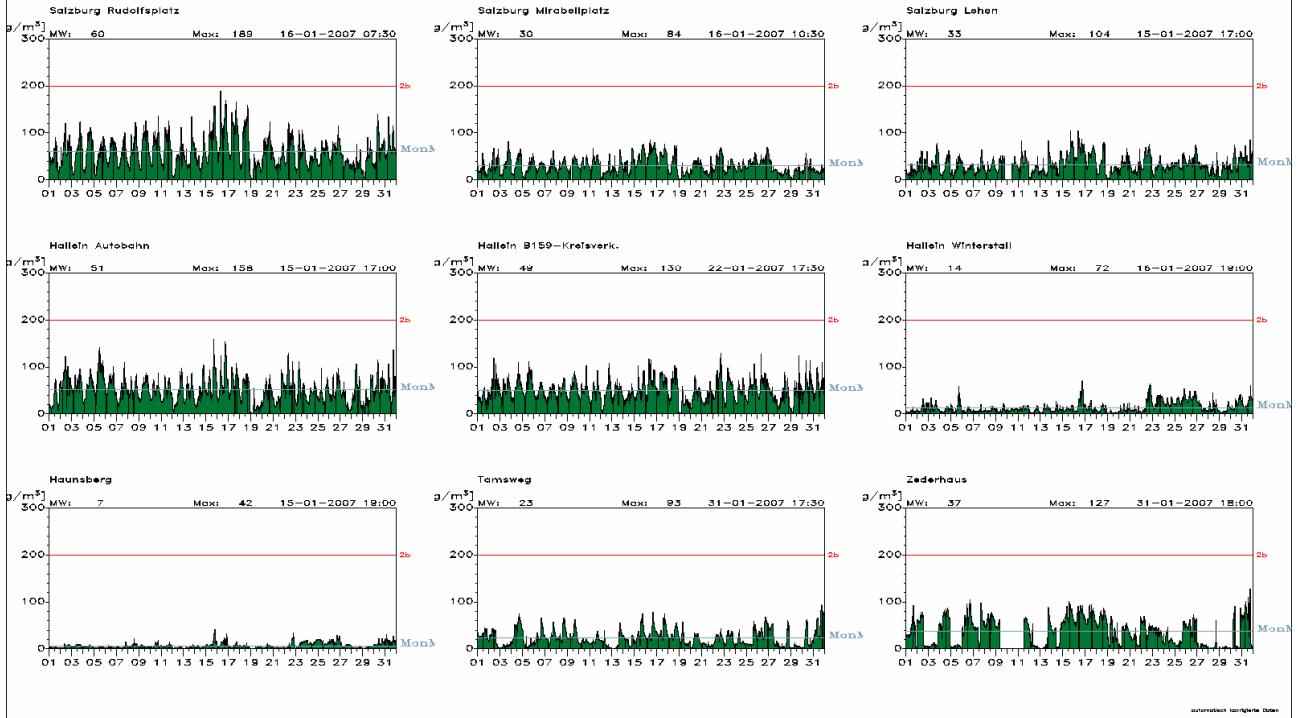 Salzburg Rudolfsplatz Salzburg Mirabellplatz Salzburg Lehen
g/m³] MW: 60 Max: 189 16-01-2007 07:30 g/m³] MW: 30 Max: 84 16-01-2007 10:30 g/m³] MW: 33 Max: 104 15-01-2007 17:00
300 300 300
200 2b 200 2b 200 2b
100 MonM 100 MonM 100 MonM
0 0 0
01 03 05 07 09 11 13 15 17 19 21 23 25 27 29 31 01 03 05 07 09 11 13 15 17 19 21 23 25 27 29 31 01 03 05 07 09 11 13 15 17 19 21 23 25 27 29 31
Hallein Autobahn Hallein B159-Kreisverk. Hallein Winterstall
g/m³] MW: 51 Max: 158 15-01-2007 17:00 g/m³] MW: 49 Max: 130 22-01-2007 17:30 g/m³] MW: 14 Max: 72 16-01-2007 19:00
300 300 300
200 2b 200 2b 200 2b
100 MonM 100 MonM 100 MonM
0 0 0
01 03 05 07 09 11 13 15 17 19 21 23 25 27 29 31 01 03 05 07 09 11 13 15 17 19 21 23 25 27 29 31 01 03 05 07 09 11 13 15 17 19 21 23 25 27 29 31
Haunsberg Tamsweg Zederhaus
g/m³] MW: 7 Max: 42 15-01-2007 19:00 g/m³] MW: 23 Max: 93 31-01-2007 17:30 g/m³] MW: 37 Max: 127 31-01-2007 18:00
300 300 300
200 2b 200 2b 200 2b
100 MonM 100 MonM 100 MonM
0 0 0
01 03 05 07 09 11 13 15 17 19 21 23 25 27 29 31 01 03 05 07 09 11 13 15 17 19 21 23 25 27 29 31 01 03 05 07 09 11 13 15 17 19 21 23 25 27 29 31
automatisch korrigierte Daten